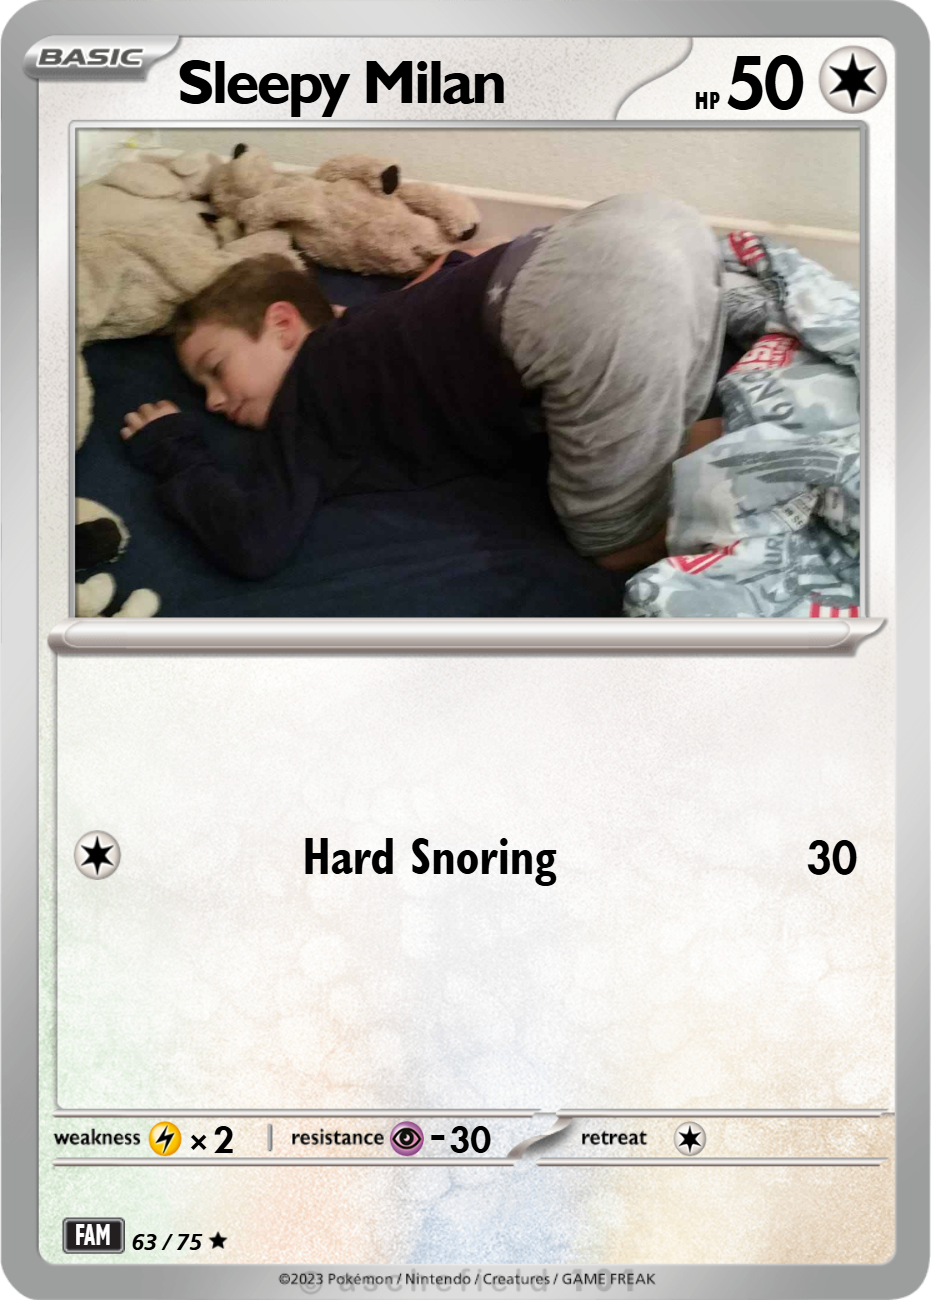 BASIC
Sleepy Milan
HP 50
Hard Snoring 30
weakness ×2 resistance -30 retreat
FAM 63 / 75 ★
©2023 Pokémon / Nintendo / Creatures / GAME FREAK